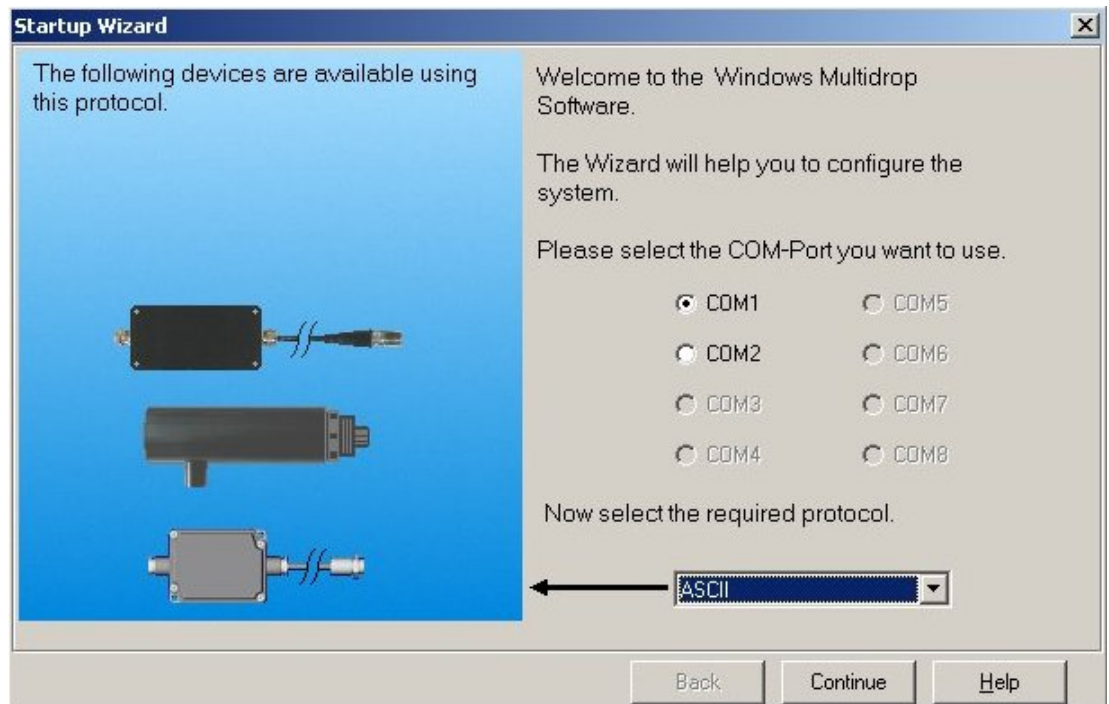 Startup Wizard
The following devices are available using
this protocol.
Welcome to the Windows Multidrop
Software.
The Wizard will help you to configure the
system.
Please select the COM-Port you want to use.
COM1
COM5
COM2
COM6
COM3
COM7
COM4
COM8
Now select the required protocol.
ASCII
Back
Continue
Help